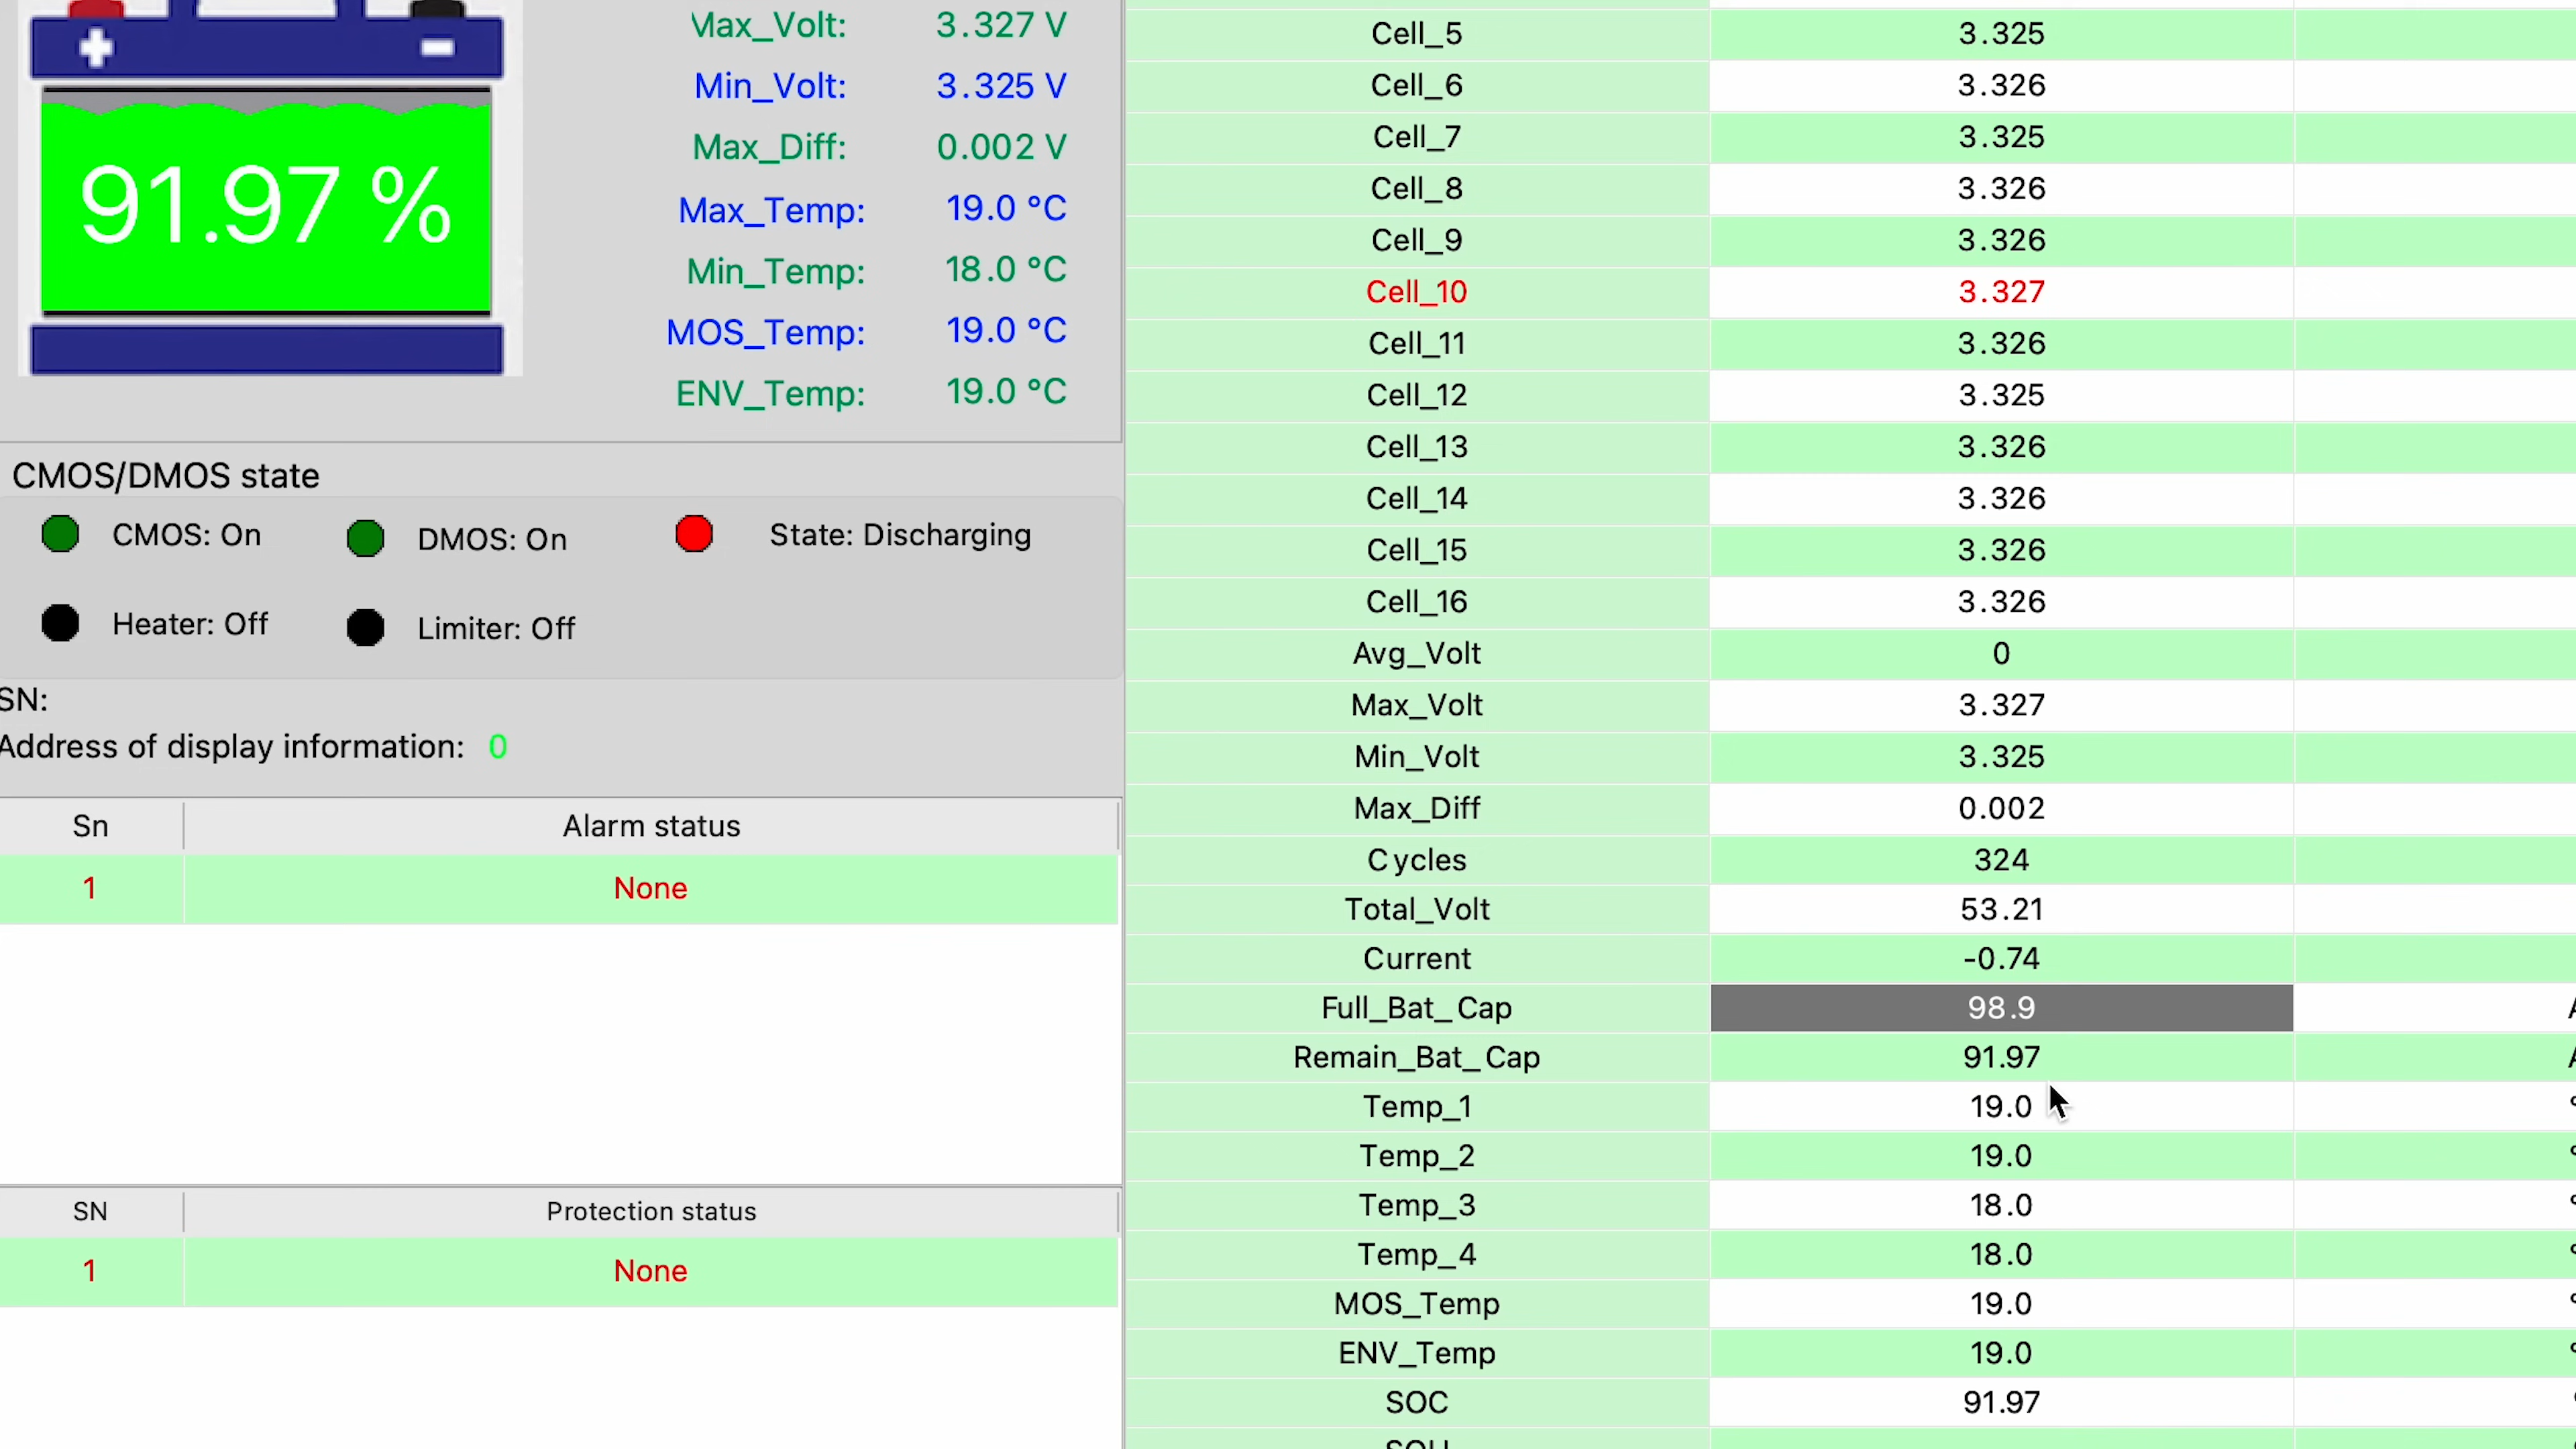 91.97 %
Max_Volt: 3.327 V
Min_Volt: 3.325 V
Max_Diff: 0.002 V
Max_Temp: 19.0 °C
Min_Temp: 18.0 °C
MOS_Temp: 19.0 °C
ENV_Temp: 19.0 °C
CMOS/DMOS state
CMOS: On DMOS: On State: Discharging
Heater: Off Limiter: Off
SN:
Address of display information: 0
Sn Alarm status
1 None
SN Protection status
1 None
Cell_5 3.325
Cell_6 3.326
Cell_7 3.325
Cell_8 3.326
Cell_9 3.326
Cell_10 3.327
Cell_11 3.326
Cell_12 3.325
Cell_13 3.326
Cell_14 3.326
Cell_15 3.326
Cell_16 3.326
Avg_Volt 0
Max_Volt 3.327
Min_Volt 3.325
Max_Diff 0.002
Cycles 324
Total_Volt 53.21
Current -0.74
Full_Bat_Cap 98.9
Remain_Bat_Cap 91.97
Temp_1 19.0
Temp_2 19.0
Temp_3 18.0
Temp_4 18.0
MOS_Temp 19.0
ENV_Temp 19.0
SOC 91.97